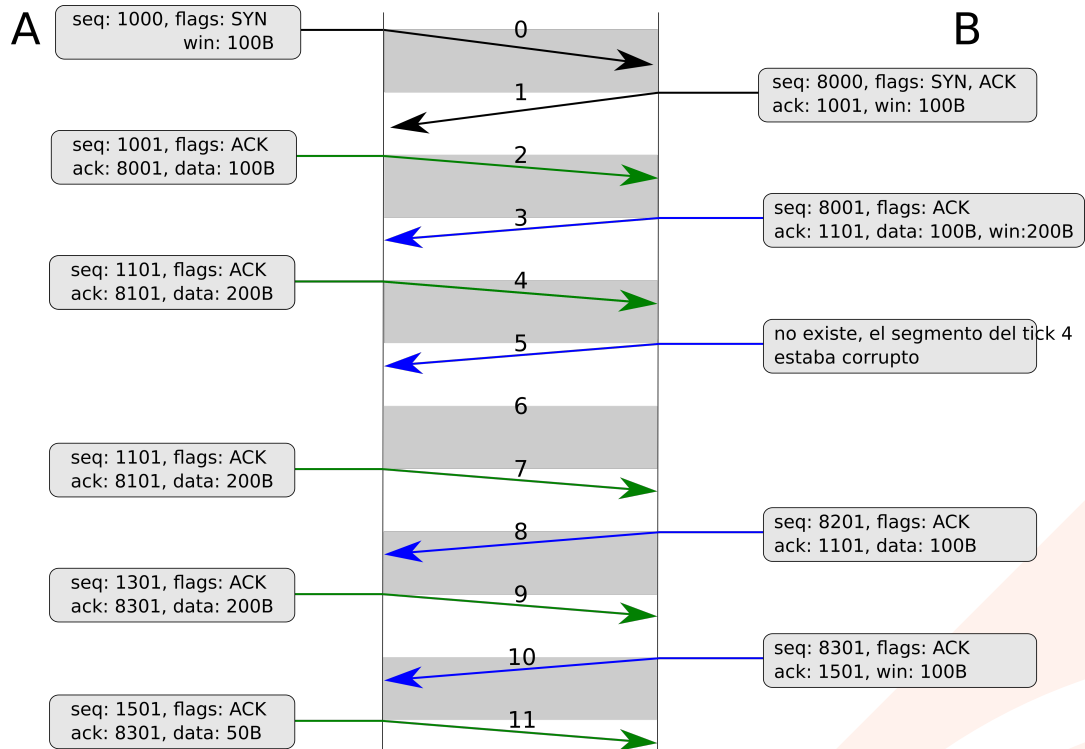 A
B
seq: 1000, flags: SYN
win: 100B
0
seq: 8000, flags: SYN, ACK
ack: 1001, win: 100B
1
seq: 1001, flags: ACK
ack: 8001, data: 100B
2
seq: 8001, flags: ACK
ack: 1101, data: 100B, win:200B
3
seq: 1101, flags: ACK
ack: 8101, data: 200B
4
no existe, el segmento del tick 4
estaba corrupto
5
6
seq: 1101, flags: ACK
ack: 8101, data: 200B
7
seq: 8201, flags: ACK
ack: 1101, data: 100B
8
seq: 1301, flags: ACK
ack: 8301, data: 200B
9
seq: 8301, flags: ACK
ack: 1501, win: 100B
10
seq: 1501, flags: ACK
ack: 8301, data: 50B
11